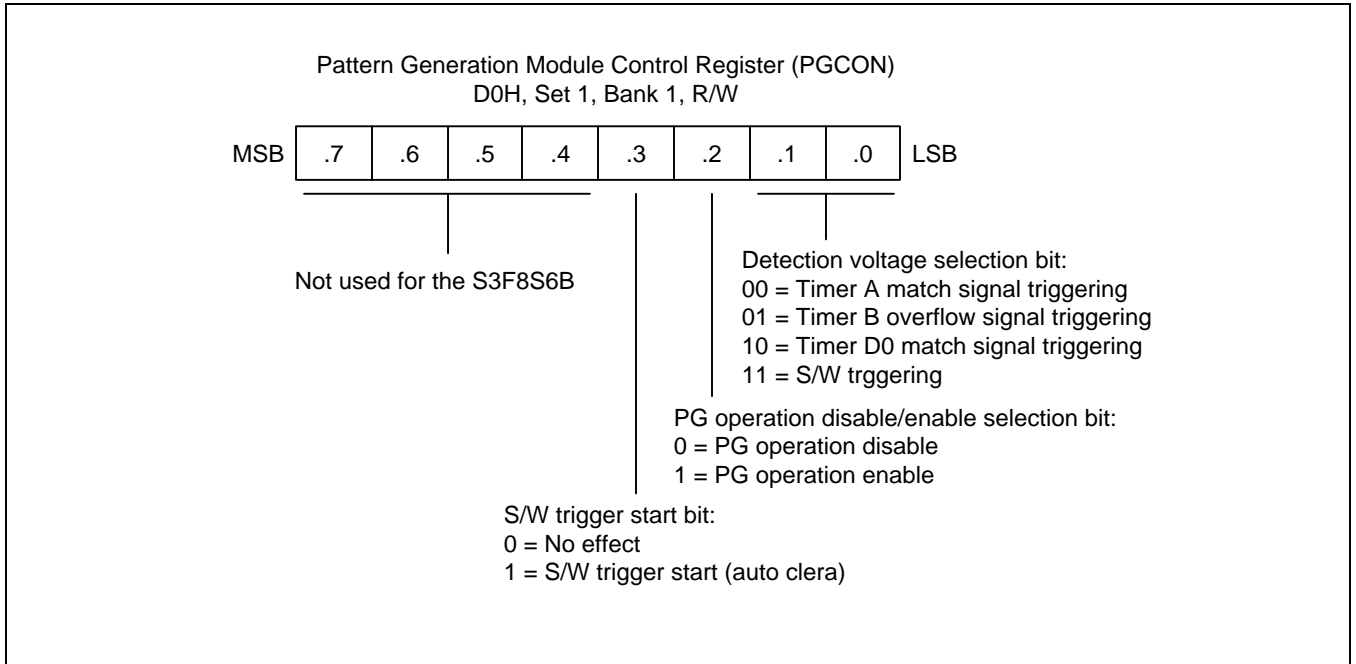 Pattern Generation Module Control Register (PGCON)
D0H, Set 1, Bank 1, R/W
MSB .7 .6 .5 .4 .3 .2 .1 .0 LSB
Not used for the S3F8S6B
Detection voltage selection bit:
00 = Timer A match signal triggering
01 = Timer B overflow signal triggering
10 = Timer D0 match signal triggering
11 = S/W trggering
PG operation disable/enable selection bit:
0 = PG operation disable
1 = PG operation enable
S/W trigger start bit:
0 = No effect
1 = S/W trigger start (auto clera)